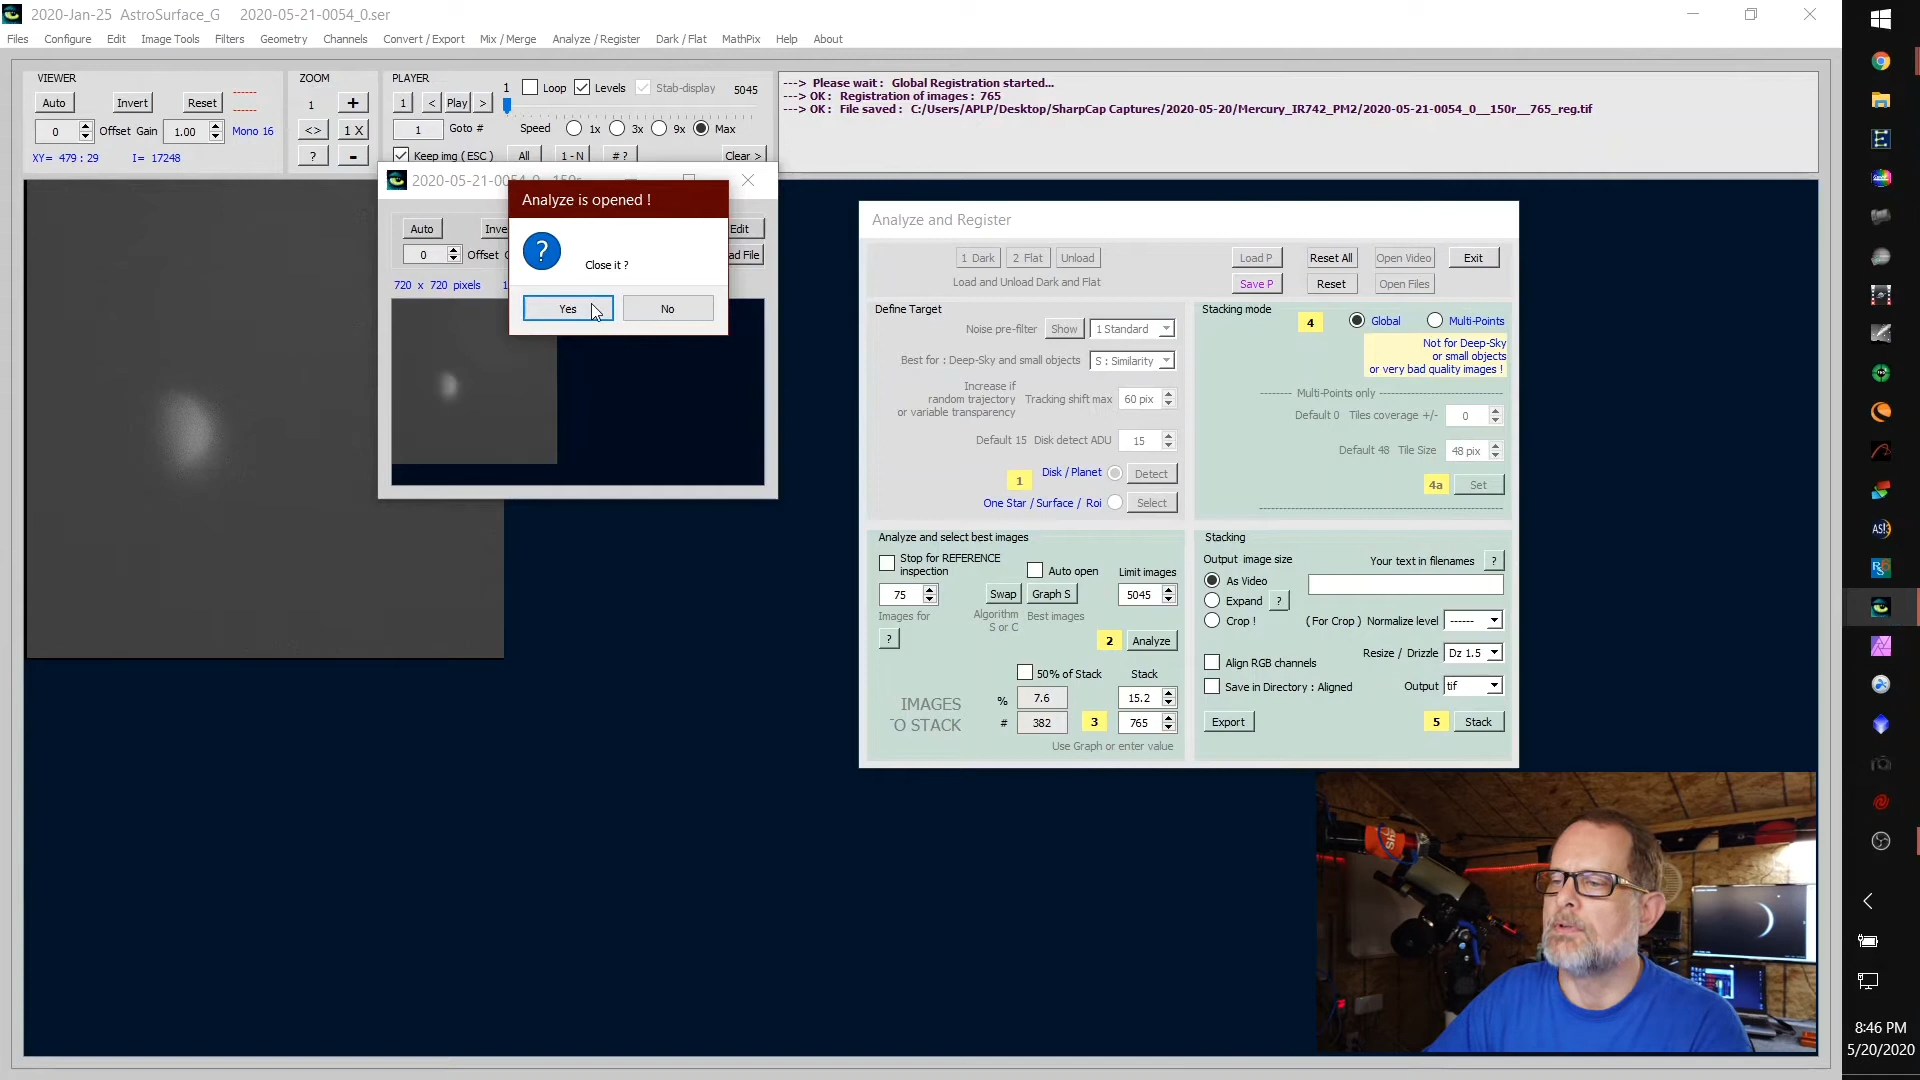 2020-Jan-25 AstroSurface_G 2020-05-21-0054_0.ser
Files Configure Edit Image Tools Filters Geometry Channels Convert / Export Mix / Merge Analyze / Register Dark / Flat MathPix Help About
VIEWER
Auto Invert Reset ------
------
0 Offset Gain 1.00 Mono 16
XY= 479 : 29 I= 17248
ZOOM
1 +
<> 1 X
? -
PLAYER
1 < Play > 1 Loop Levels Stab-display 5045
1 Goto # Speed 1x 3x 9x Max
Keep img ( ESC ) All 1 - N # ? Clear >
---> Please wait : Global Registration started...
---> OK : Registration of images : 765
---> OK : File saved : C:/Users/APLP/Desktop/SharpCap Captures/2020-05-20/Mercury_IR742_PM2/2020-05-21-0054_0__150r__765_reg.tif
Auto Edit
0 Offset
720 x 720 pixels
Analyze is opened !
?
Close it ?
Yes No
Analyze and Register
1 Dark 2 Flat Unload
Load and Unload Dark and Flat
Load P Reset All Open Video Exit
Save P Reset Open Files
Define Target
Noise pre-filter Show 1 Standard
Best for : Deep-Sky and small objects S : Similarity
Increase if
random trajectory
or variable transparency
Tracking shift max 60 pix
Default 15 Disk detect ADU 15
1 Disk / Planet Detect
One Star / Surface / Roi Select
Stacking mode
4 Global Multi-Points
Not for Deep-Sky
or small objects
or very bad quality images !
-------- Multi-Points only --------
Default 0 Tiles coverage +/- 0
Default 48 Tile Size 48 pix
4a Set
Analyze and select best images
Stop for REFERENCE
inspection
Auto open Limit images
75 Swap Graph S 5045
Images for
Algorithm
S or C
Best images
? 2 Analyze
50% of Stack Stack
IMAGES
TO STACK
% 7.6 15.2
# 382 3 765
Use Graph or enter value
Stacking
Output image size Your text in filenames ?
As Video
Expand ?
Crop ! ( For Crop ) Normalize level ------
Resize / Drizzle Dz 1.5
Align RGB channels
Save in Directory : Aligned Output tif
Export 5 Stack
8:46 PM
5/20/2020